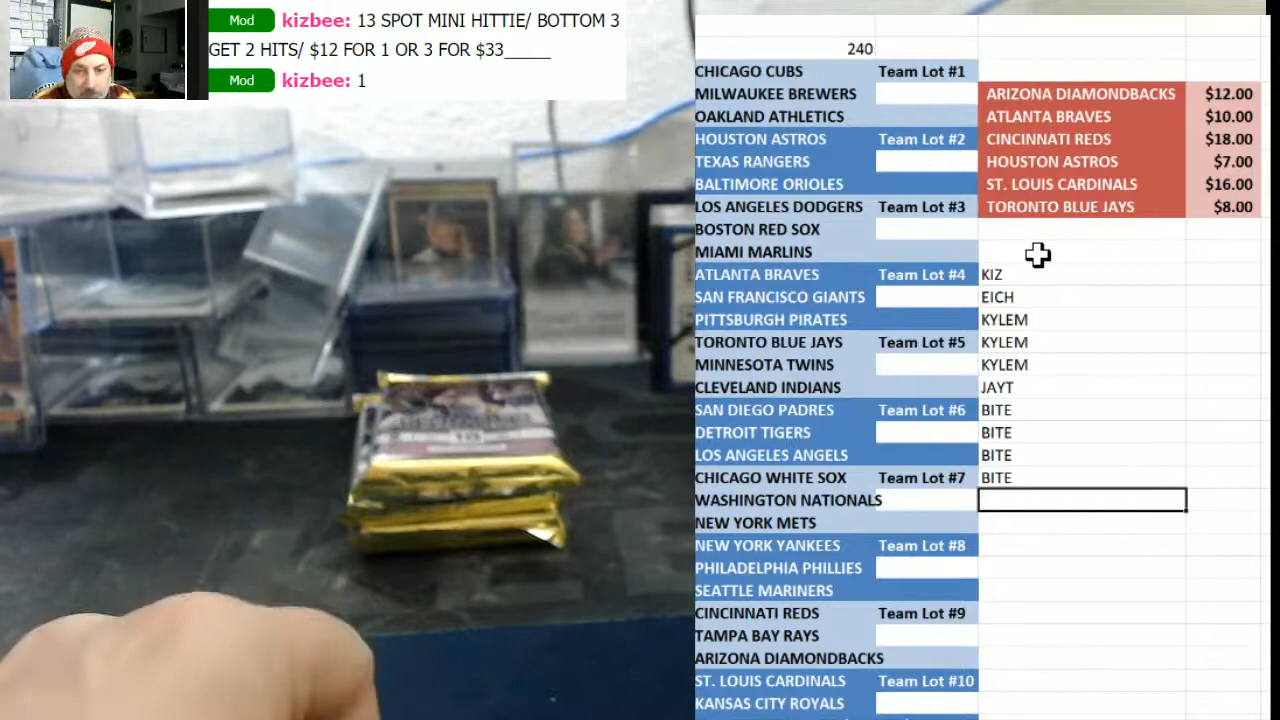 Mod kizbee: 13 SPOT MINI HITTIE/ BOTTOM 3
GET 2 HITS/ $12 FOR 1 OR 3 FOR $33_____
Mod kizbee: 1
240
CHICAGO CUBS Team Lot #1
MILWAUKEE BREWERS ARIZONA DIAMONDBACKS $12.00
OAKLAND ATHLETICS ATLANTA BRAVES $10.00
HOUSTON ASTROS Team Lot #2 CINCINNATI REDS $18.00
TEXAS RANGERS HOUSTON ASTROS $7.00
BALTIMORE ORIOLES ST. LOUIS CARDINALS $16.00
LOS ANGELES DODGERS Team Lot #3 TORONTO BLUE JAYS $8.00
BOSTON RED SOX
MIAMI MARLINS
ATLANTA BRAVES Team Lot #4 KIZ
SAN FRANCISCO GIANTS EICH
PITTSBURGH PIRATES KYLEM
TORONTO BLUE JAYS Team Lot #5 KYLEM
MINNESOTA TWINS KYLEM
CLEVELAND INDIANS JAYT
SAN DIEGO PADRES Team Lot #6 BITE
DETROIT TIGERS BITE
LOS ANGELES ANGELS BITE
CHICAGO WHITE SOX Team Lot #7 BITE
WASHINGTON NATIONALS
NEW YORK METS
NEW YORK YANKEES Team Lot #8
PHILADELPHIA PHILLIES
SEATTLE MARINERS
CINCINNATI REDS Team Lot #9
TAMPA BAY RAYS
ARIZONA DIAMONDBACKS
ST. LOUIS CARDINALS Team Lot #10
KANSAS CITY ROYALS